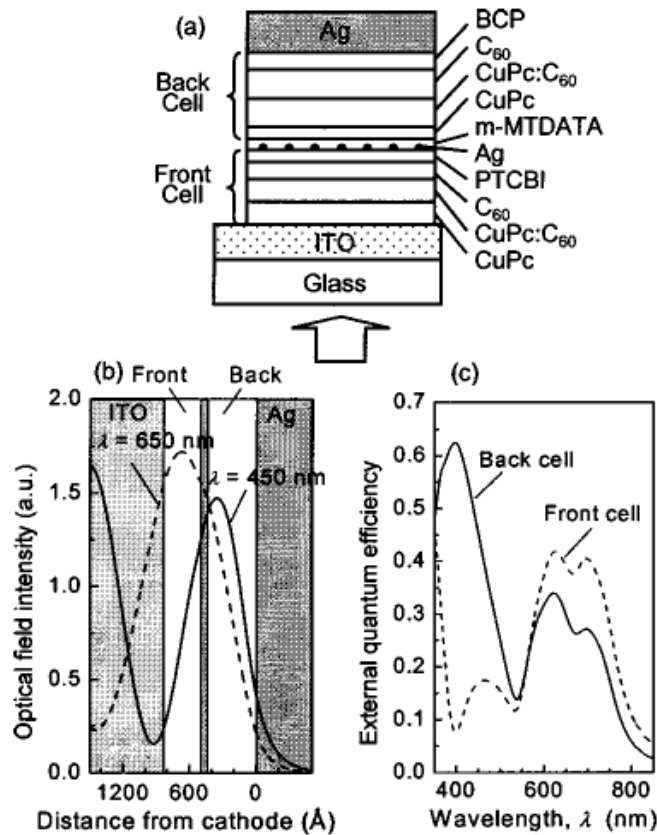 (a)
Ag
Back
Cell
Front
Cell
ITO
Glass
BCP
C₆₀
CuPc:C₆₀
CuPc
m-MTDATA
Ag
PTCBI
C₆₀
CuPc:C₆₀
CuPc
(b)
Front
Back
ITO
Ag
λ = 650 nm
λ = 450 nm
2.0
1.5
1.0
0.5
0.0
Optical field intensity (a.u.)
1200
600
0
Distance from cathode (Å)
(c)
0.7
0.6
0.5
0.4
0.3
0.2
0.1
0.0
External quantum efficiency
Back cell
Front cell
400
600
800
Wavelength, λ (nm)